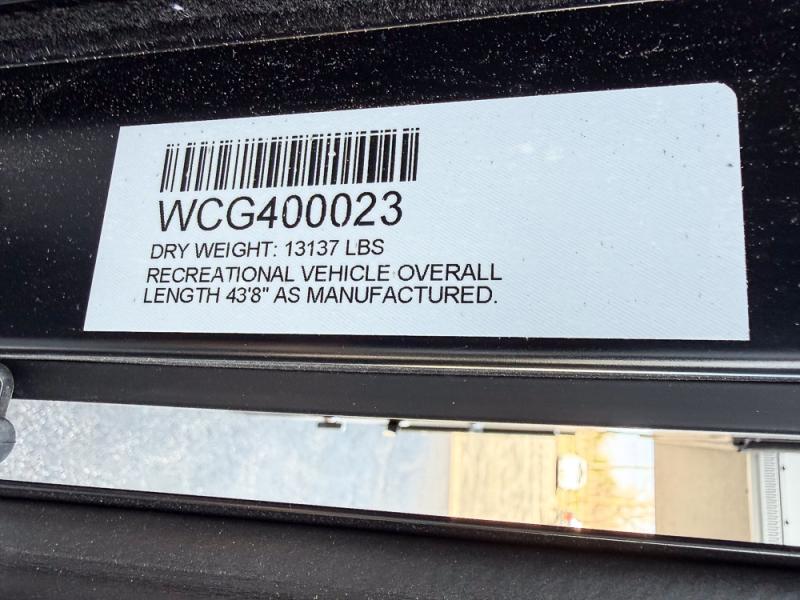 WCG400023
DRY WEIGHT: 13137 LBS
RECREATIONAL VEHICLE OVERALL
LENGTH 43'8" AS MANUFACTURED.